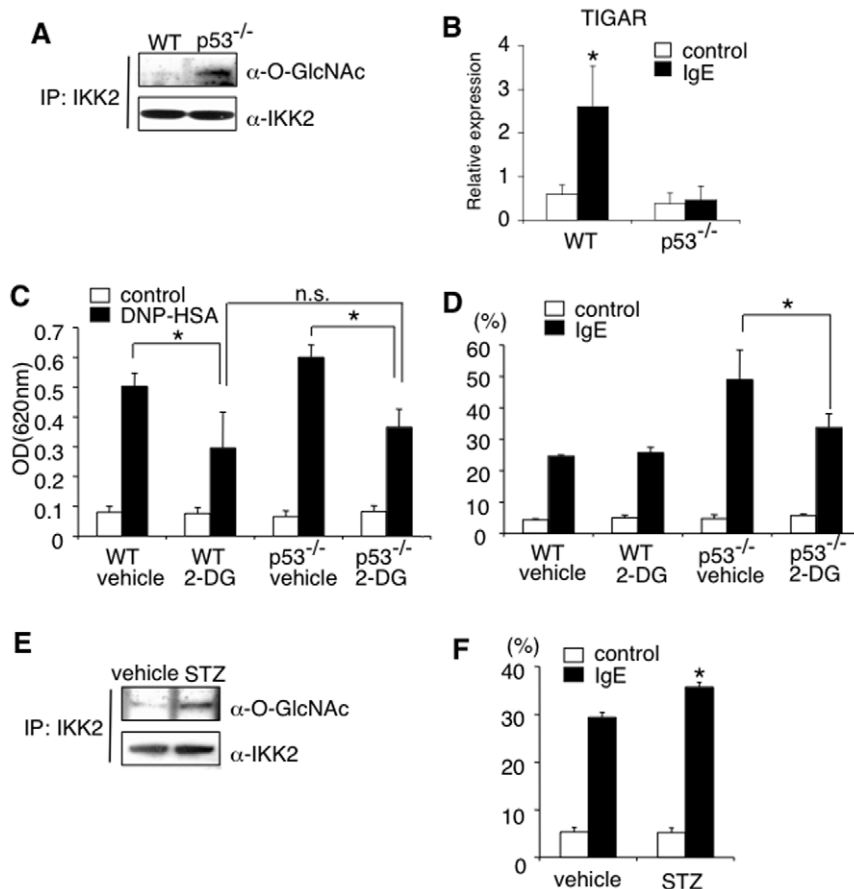 A
WT p53-/-
IP: IKK2
α-O-GlcNAc
α-IKK2
B
TIGAR
control
IgE
Relative expression
4
3
2
1
0
*
WT
p53-/-
C
control
DNP-HSA
n.s.
*
*
OD(620nm)
0.7
0.6
0.5
0.4
0.3
0.2
0.1
0
WT vehicle
WT 2-DG
p53-/- vehicle
p53-/- 2-DG
D
(%)
control
IgE
*
60
50
40
30
20
10
0
WT vehicle
WT 2-DG
p53-/- vehicle
p53-/- 2-DG
E
vehicle STZ
IP: IKK2
α-O-GlcNAc
α-IKK2
F
(%)
control
IgE
*
40
30
20
10
0
vehicle
STZ